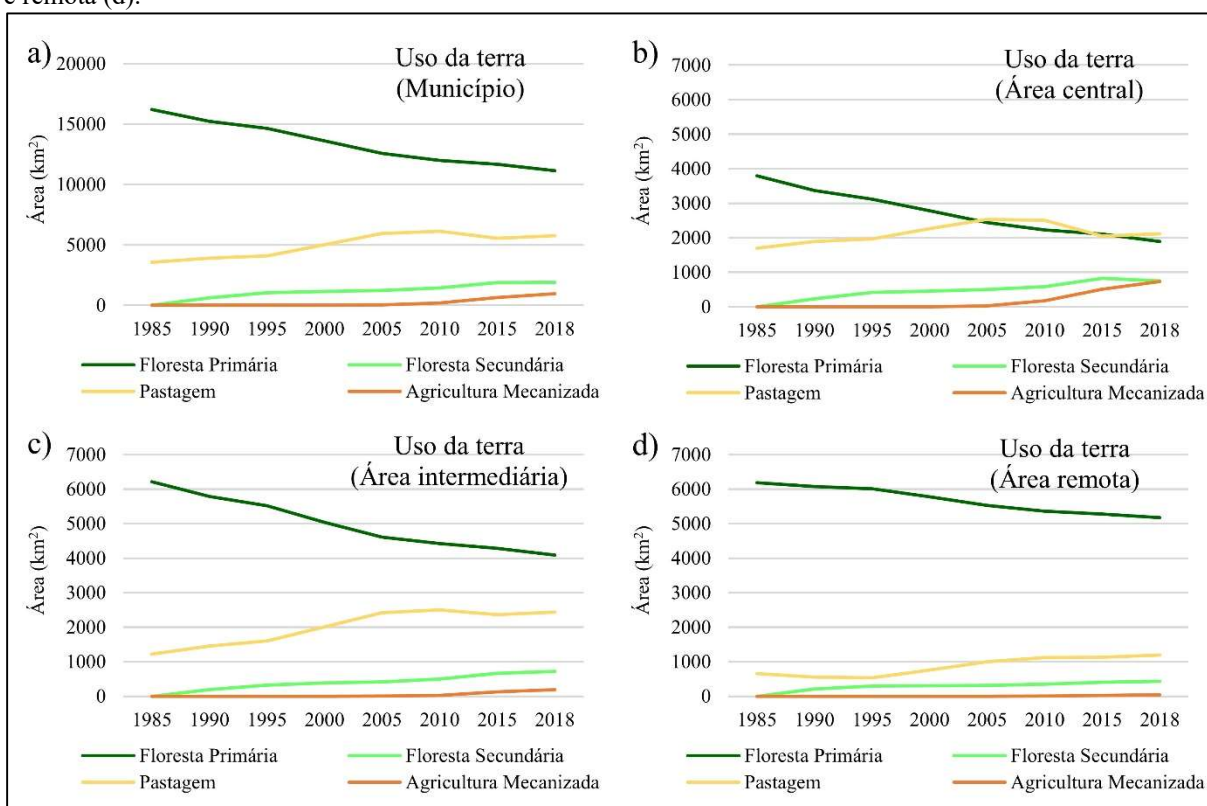 e remota (d).
a)
Uso da terra
(Município)
Área (km²)
20000
15000
10000
5000
0
1985 1990 1995 2000 2005 2010 2015 2018
Floresta Primária Floresta Secundária
Pastagem Agricultura Mecanizada
b)
Uso da terra
(Área central)
Área (km²)
7000
6000
5000
4000
3000
2000
1000
0
1985 1990 1995 2000 2005 2010 2015 2018
Floresta Primária Floresta Secundária
Pastagem Agricultura Mecanizada
c)
Uso da terra
(Área intermediária)
Área (km²)
7000
6000
5000
4000
3000
2000
1000
0
1985 1990 1995 2000 2005 2010 2015 2018
Floresta Primária Floresta Secundária
Pastagem Agricultura Mecanizada
d)
Uso da terra
(Área remota)
Área (km²)
7000
6000
5000
4000
3000
2000
1000
0
1985 1990 1995 2000 2005 2010 2015 2018
Floresta Primária Floresta Secundária
Pastagem Agricultura Mecanizada